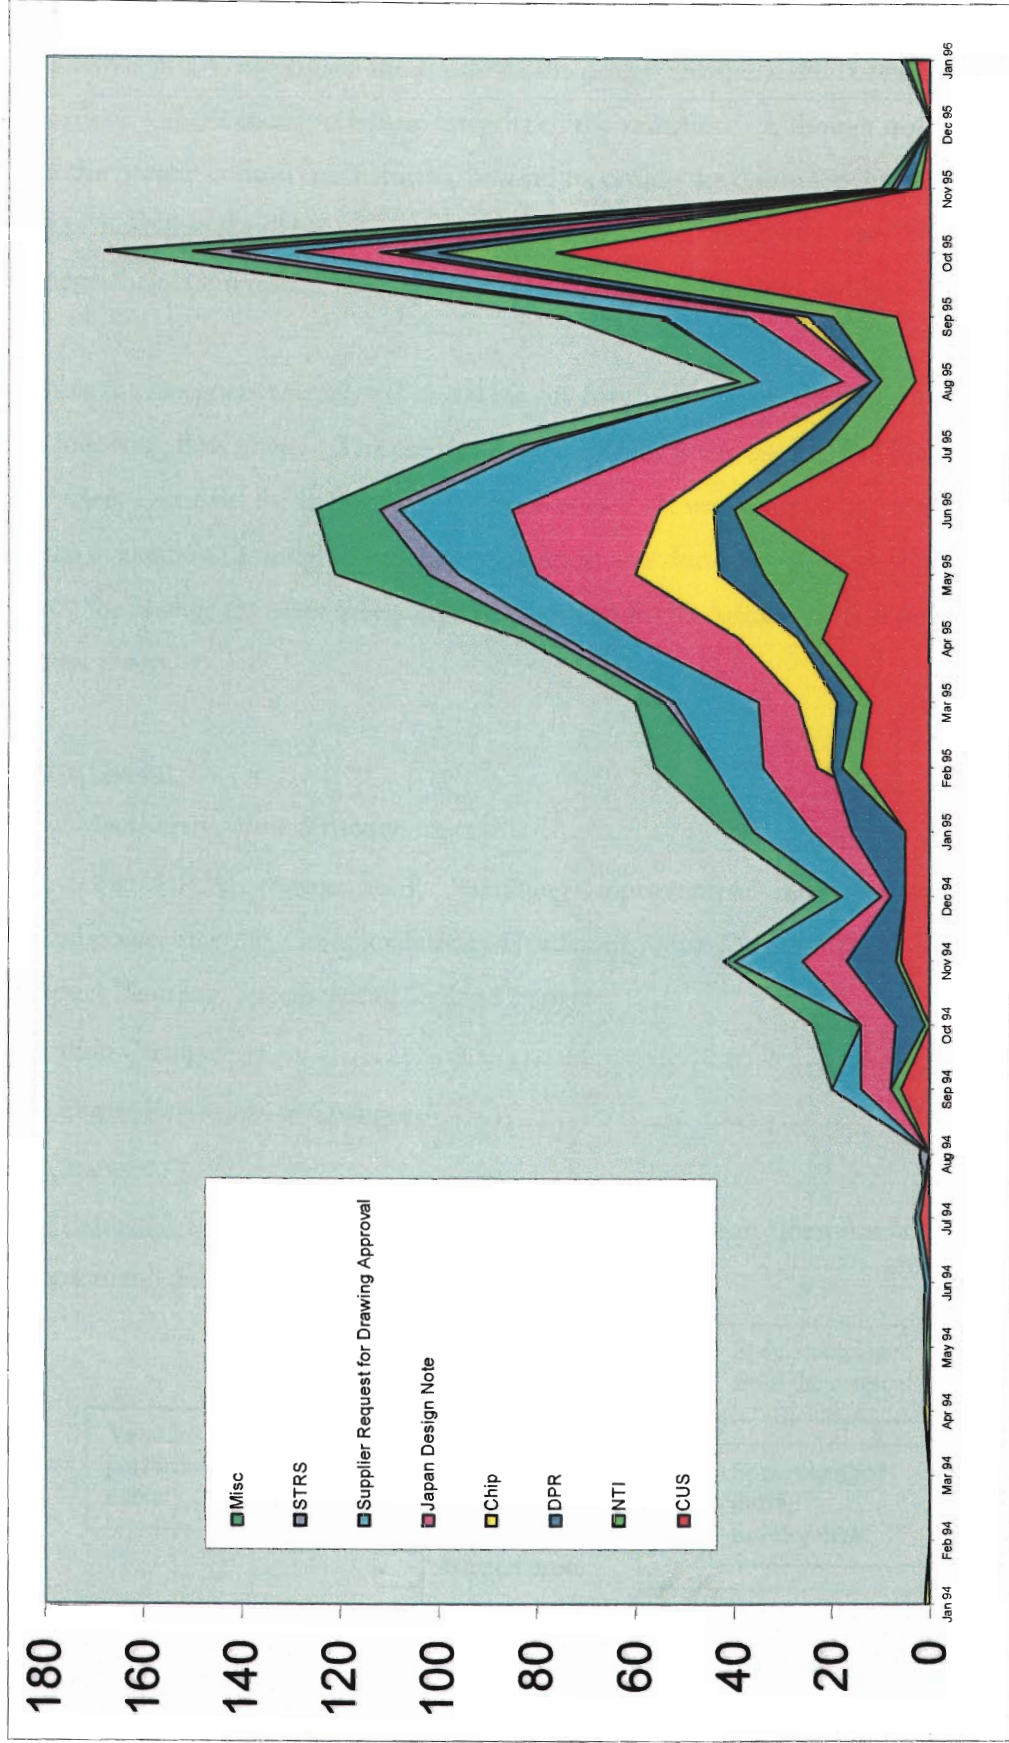 180
160
140
120
100
80
60
40
20
0
Misc
STRS
Supplier Request for Drawing Approval
Japan Design Note
Chip
DPR
NTI
CUS
Jan 94
Feb 94
Mar 94
Apr 94
May 94
Jun 94
Jul 94
Aug 94
Sep 94
Oct 94
Nov 94
Dec 94
Jan 95
Feb 95
Mar 95
Apr 95
May 95
Jun 95
Jul 95
Aug 95
Sep 95
Oct 95
Nov 95
Dec 95
Jan 96